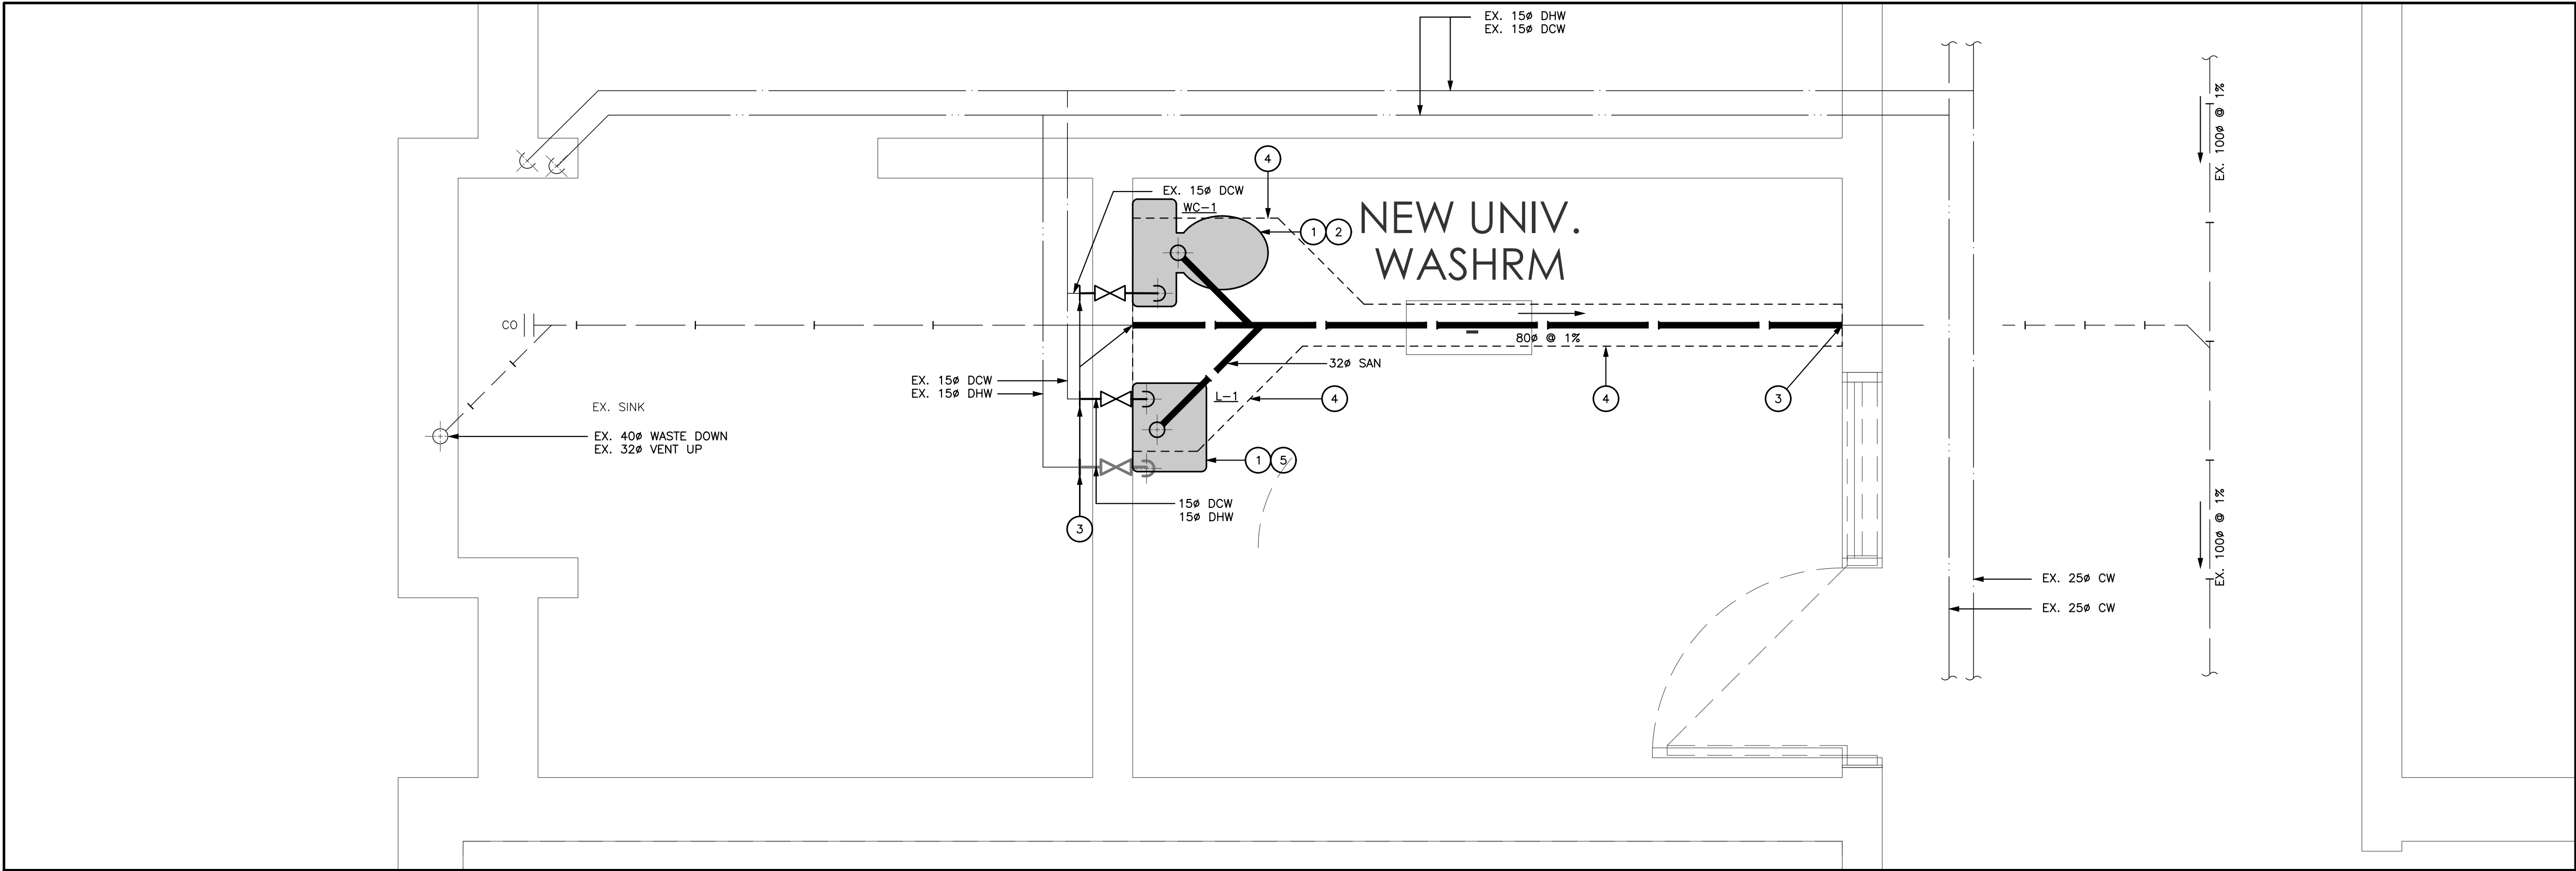 EX. 15ø DHW
EX. 15ø DCW
EX. 100ø @ 1%
4
EX. 15ø DCW
WC-1
1 2
NEW UNIV.
WASHRM
CO
80ø @ 1%
32ø SAN
EX. 15ø DCW
EX. 15ø DHW
L-1
4
4
3
EX. SINK
EX. 40ø WASTE DOWN
EX. 32ø VENT UP
1 5
15ø DCW
15ø DHW
3
EX. 100ø @ 1%
EX. 25ø CW
EX. 25ø CW